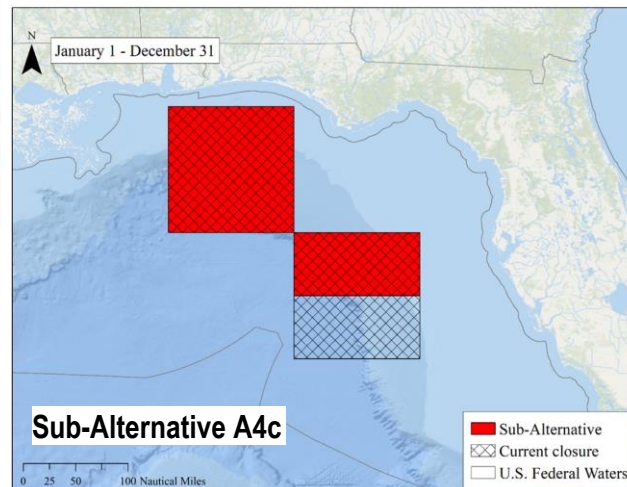 N
January 1 - December 31
Sub-Alternative A4c
0 25 50 100 Nautical Miles
Sub-Alternative
Current closure
U.S. Federal Waters